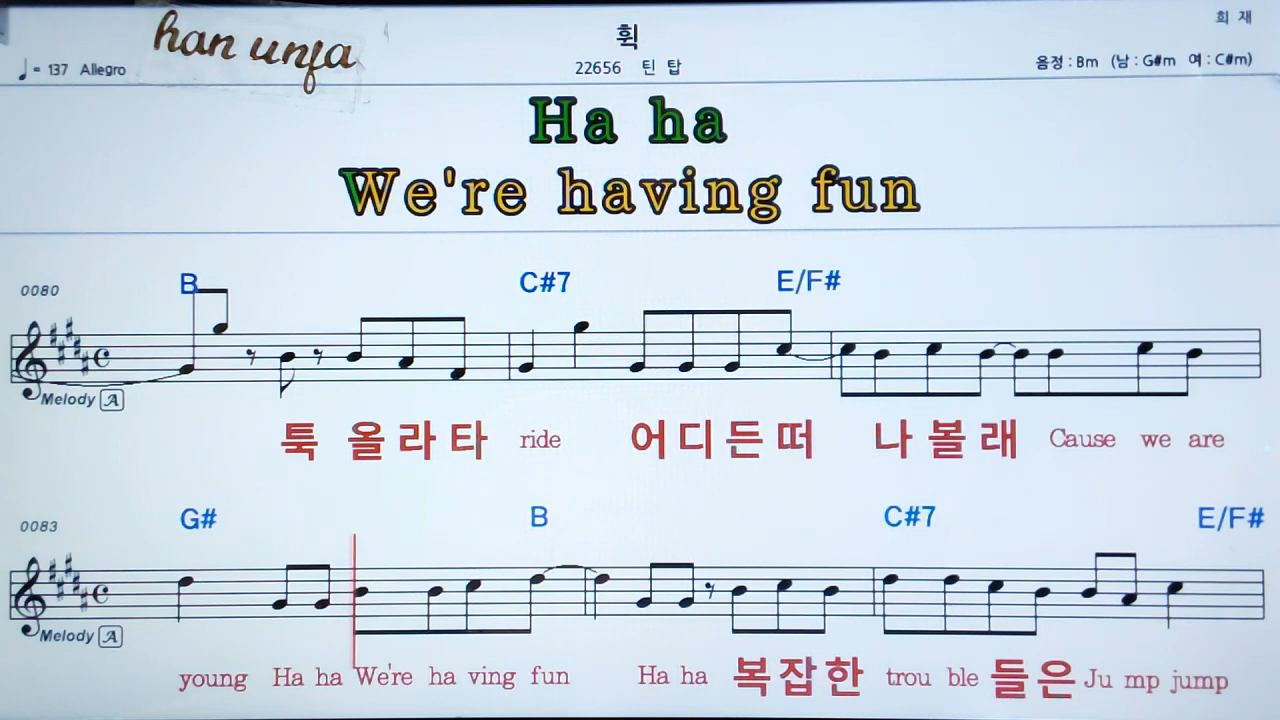 han unja
휙
희 재
♩= 137 Allegro
22656 틴 탑
음정 : Bm (남 : G#m 여 : C#m)
Ha ha
We're having fun
0080
B C#7 E/F#
Melody A
툭 올 라 타 ride 어 디 든 떠 나 볼 래 Cause we are
0083
G# B C#7 E/F#
Melody A
young Ha ha We're ha ving fun Ha ha 복 잡 한 trou ble 들 은 Ju mp jump